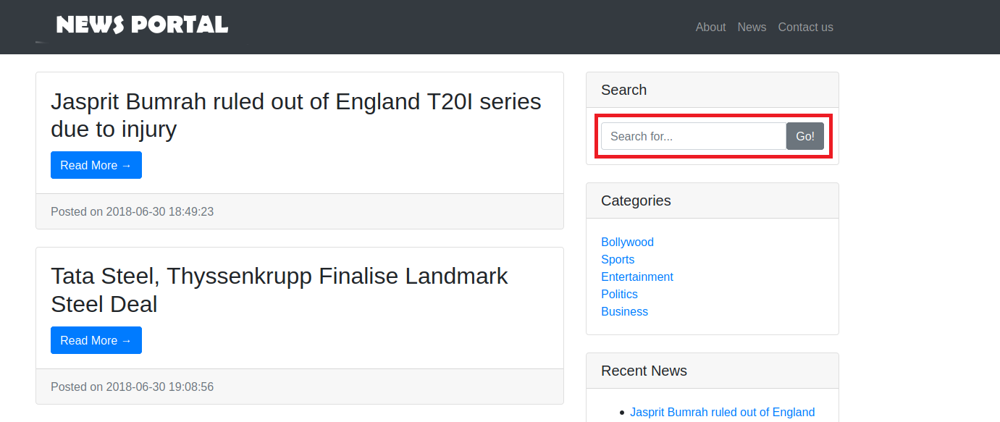 NEWS PORTAL
About News Contact us
Jasprit Bumrah ruled out of England T20I series
due to injury
Read More →
Posted on 2018-06-30 18:49:23
Tata Steel, Thyssenkrupp Finalise Landmark
Steel Deal
Read More →
Posted on 2018-06-30 19:08:56
Search
Search for... Go!
Categories
Bollywood
Sports
Entertainment
Politics
Business
Recent News
• Jasprit Bumrah ruled out of England